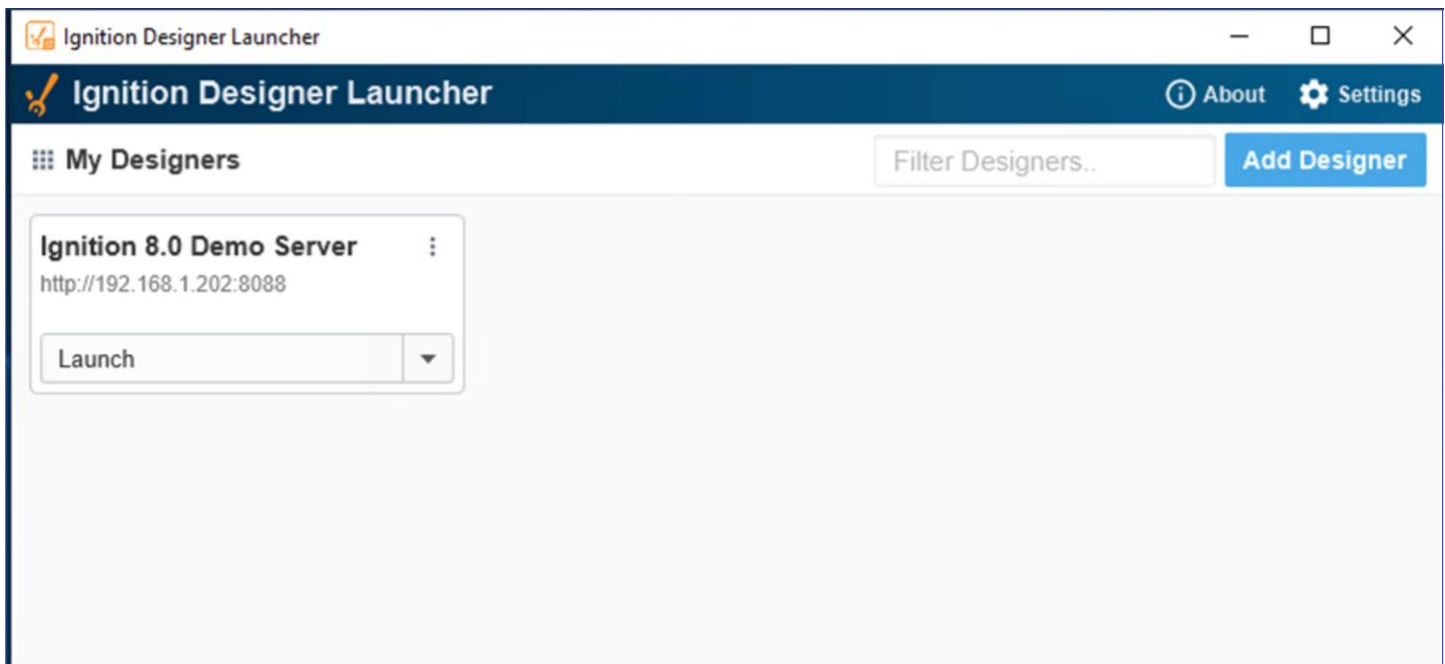 Ignition Designer Launcher
Ignition Designer Launcher About Settings
My Designers Filter Designers.. Add Designer
Ignition 8.0 Demo Server
http://192.168.1.202:8088
Launch